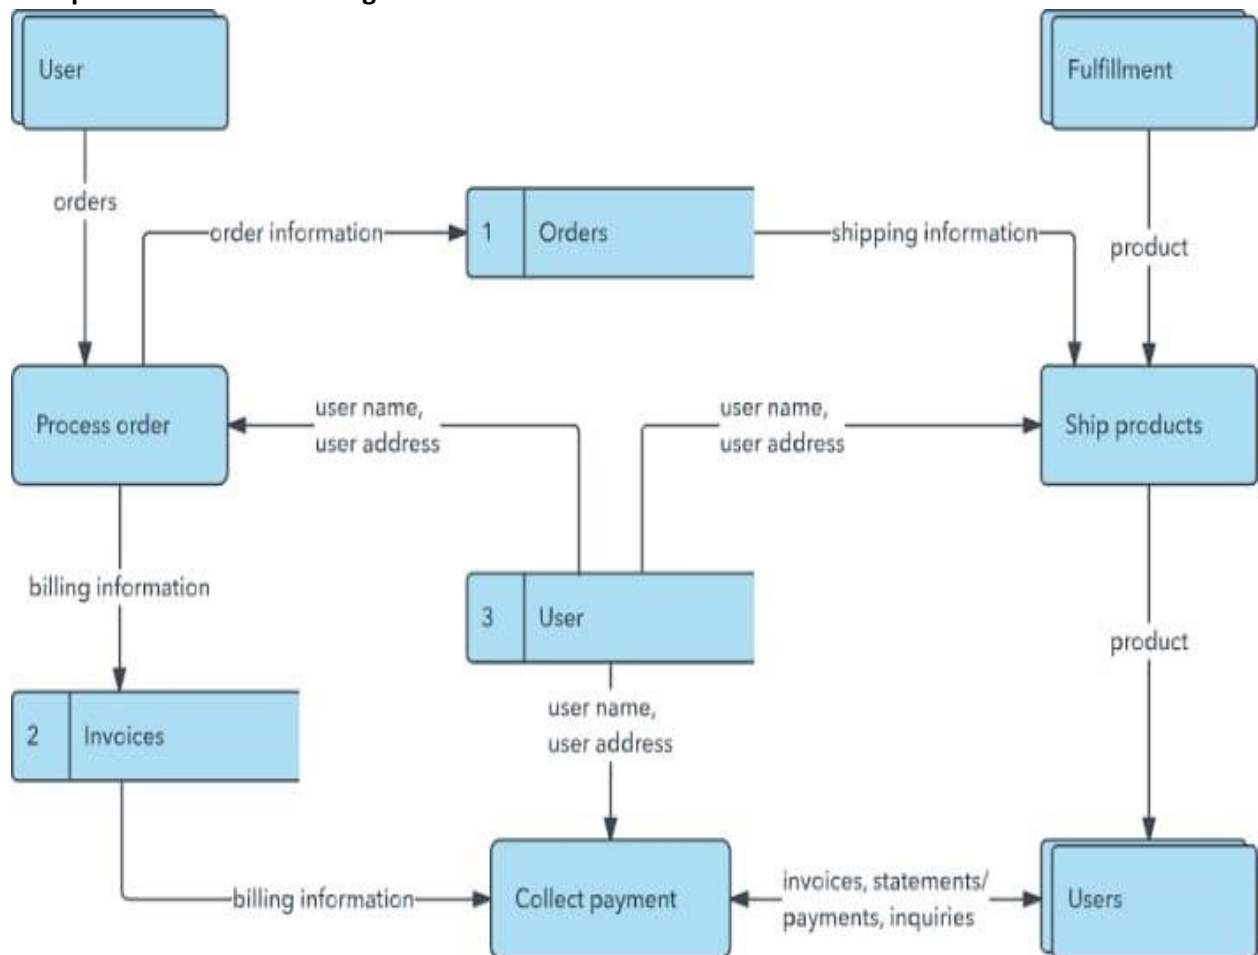 User
Fulfillment
orders
order information
1
Orders
shipping information
product
Process order
user name,
user address
user name,
user address
Ship products
billing information
3
User
product
2
Invoices
user name,
user address
billing information
Collect payment
invoices, statements/
payments, inquiries
Users